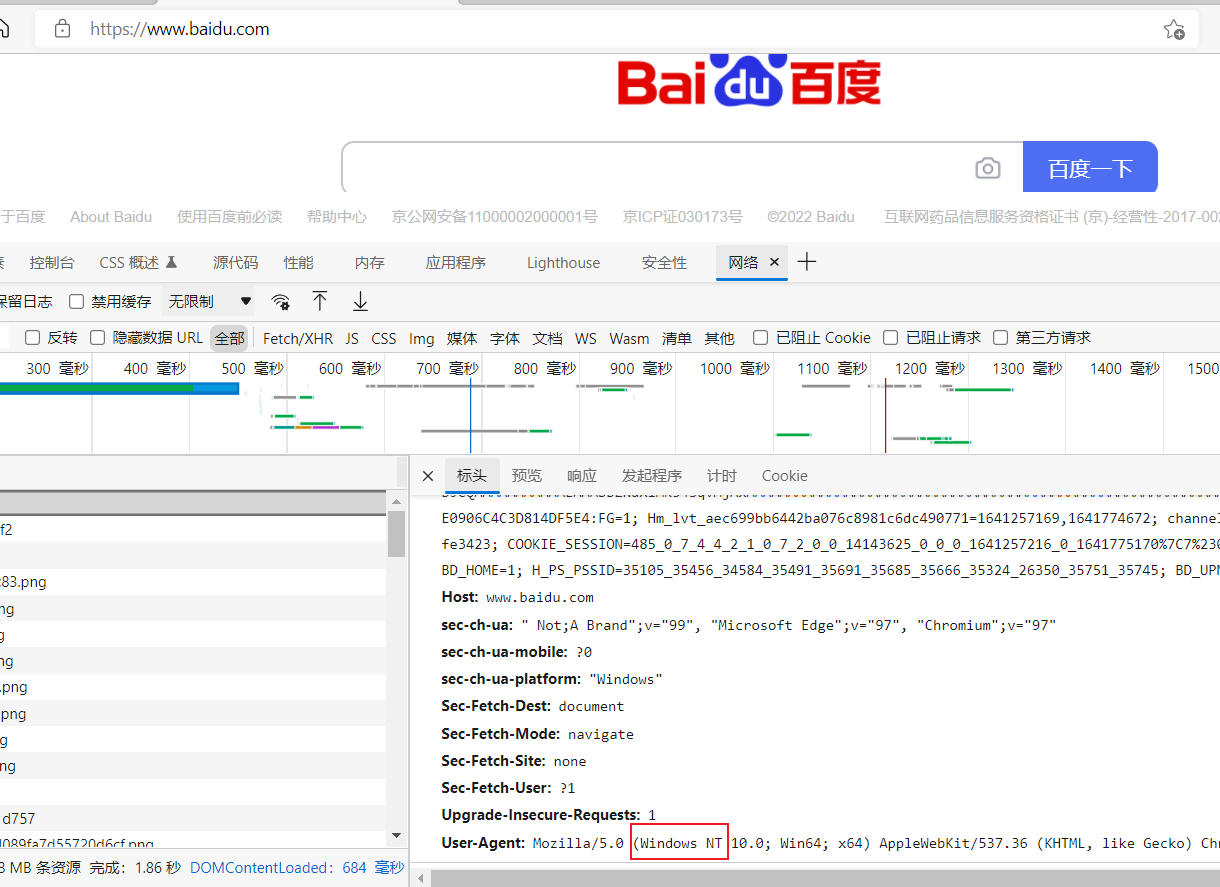 https://www.baidu.com
Bai du 百度
百度一下
于百度 About Baidu 使用百度前必读 帮助中心 京公网安备11000002000001号 京ICP证030173号 ©2022 Baidu 互联网药品信息服务资格证书 (京)-经营性-2017-00
控制台 CSS 概述 源代码 性能 内存 应用程序 Lighthouse 安全性 网络
保留日志 禁用缓存 无限制
反转 隐藏数据 URL 全部 Fetch/XHR JS CSS Img 媒体 字体 文档 WS Wasm 清单 其他 已阻止 Cookie 已阻止请求 第三方请求
300 毫秒 400 毫秒 500 毫秒 600 毫秒 700 毫秒 800 毫秒 900 毫秒 1000 毫秒 1100 毫秒 1200 毫秒 1300 毫秒 1400 毫秒 1500
标头 预览 响应 发起程序 计时 Cookie
E0906C4C3D814DF5E4:FG=1; Hm_lvt_aec699bb6442ba076c8981c6dc490771=1641257169,1641774672; channel
f2
fe3423; COOKIE_SESSION=485_0_7_4_4_2_1_0_7_2_0_0_14143625_0_0_0_1641257216_0_1641775170%7C7%230
BD_HOME=1; H_PS_PSSID=35105_35456_34584_35491_35691_35685_35666_35324_26350_35751_35745; BD_UPN
83.png
Host: www.baidu.com
ng
sec-ch-ua: " Not;A Brand";v="99", "Microsoft Edge";v="97", "Chromium";v="97"
g
sec-ch-ua-mobile: ?0
ng
sec-ch-ua-platform: "Windows"
.png
Sec-Fetch-Dest: document
png
Sec-Fetch-Mode: navigate
g
Sec-Fetch-Site: none
ng
Sec-Fetch-User: ?1
Upgrade-Insecure-Requests: 1
d757
User-Agent: Mozilla/5.0 (Windows NT 10.0; Win64; x64) AppleWebKit/537.36 (KHTML, like Gecko) Chr
089fa7d55720d6cf.png
8 MB 条资源 完成：1.86 秒 DOMContentLoaded：684 毫秒